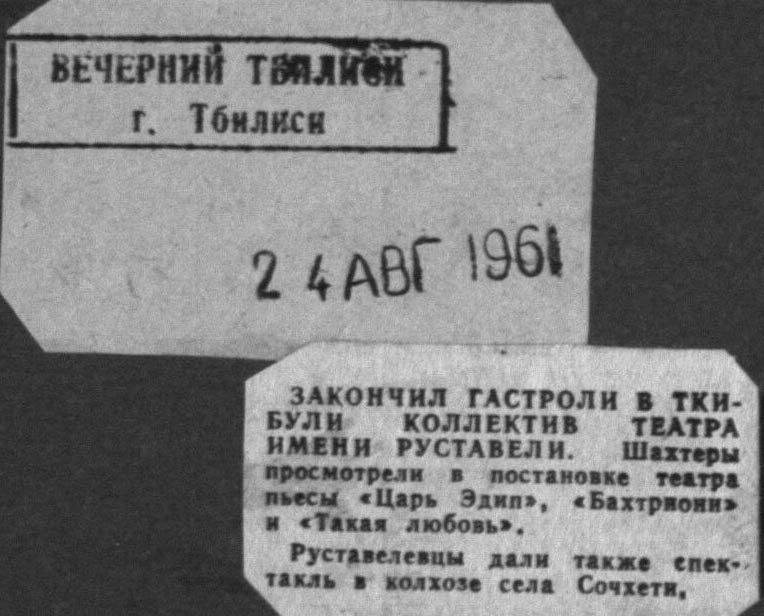 ВЕЧЕРНИЙ ТБИЛИСИ
г. Тбилиси
24 АВГ 1961
ЗАКОНЧИЛ ГАСТРОЛИ В ТКИ-
БУЛИ КОЛЛЕКТИВ ТЕАТРА
ИМЕНИ РУСТАВЕЛИ. Шахтеры
просмотрели в постановке театра
пьесы «Царь Эдип», «Бахтриони»
и «Такая любовь».
Руставелевцы дали также спек-
такль в колхозе села Сочхети.